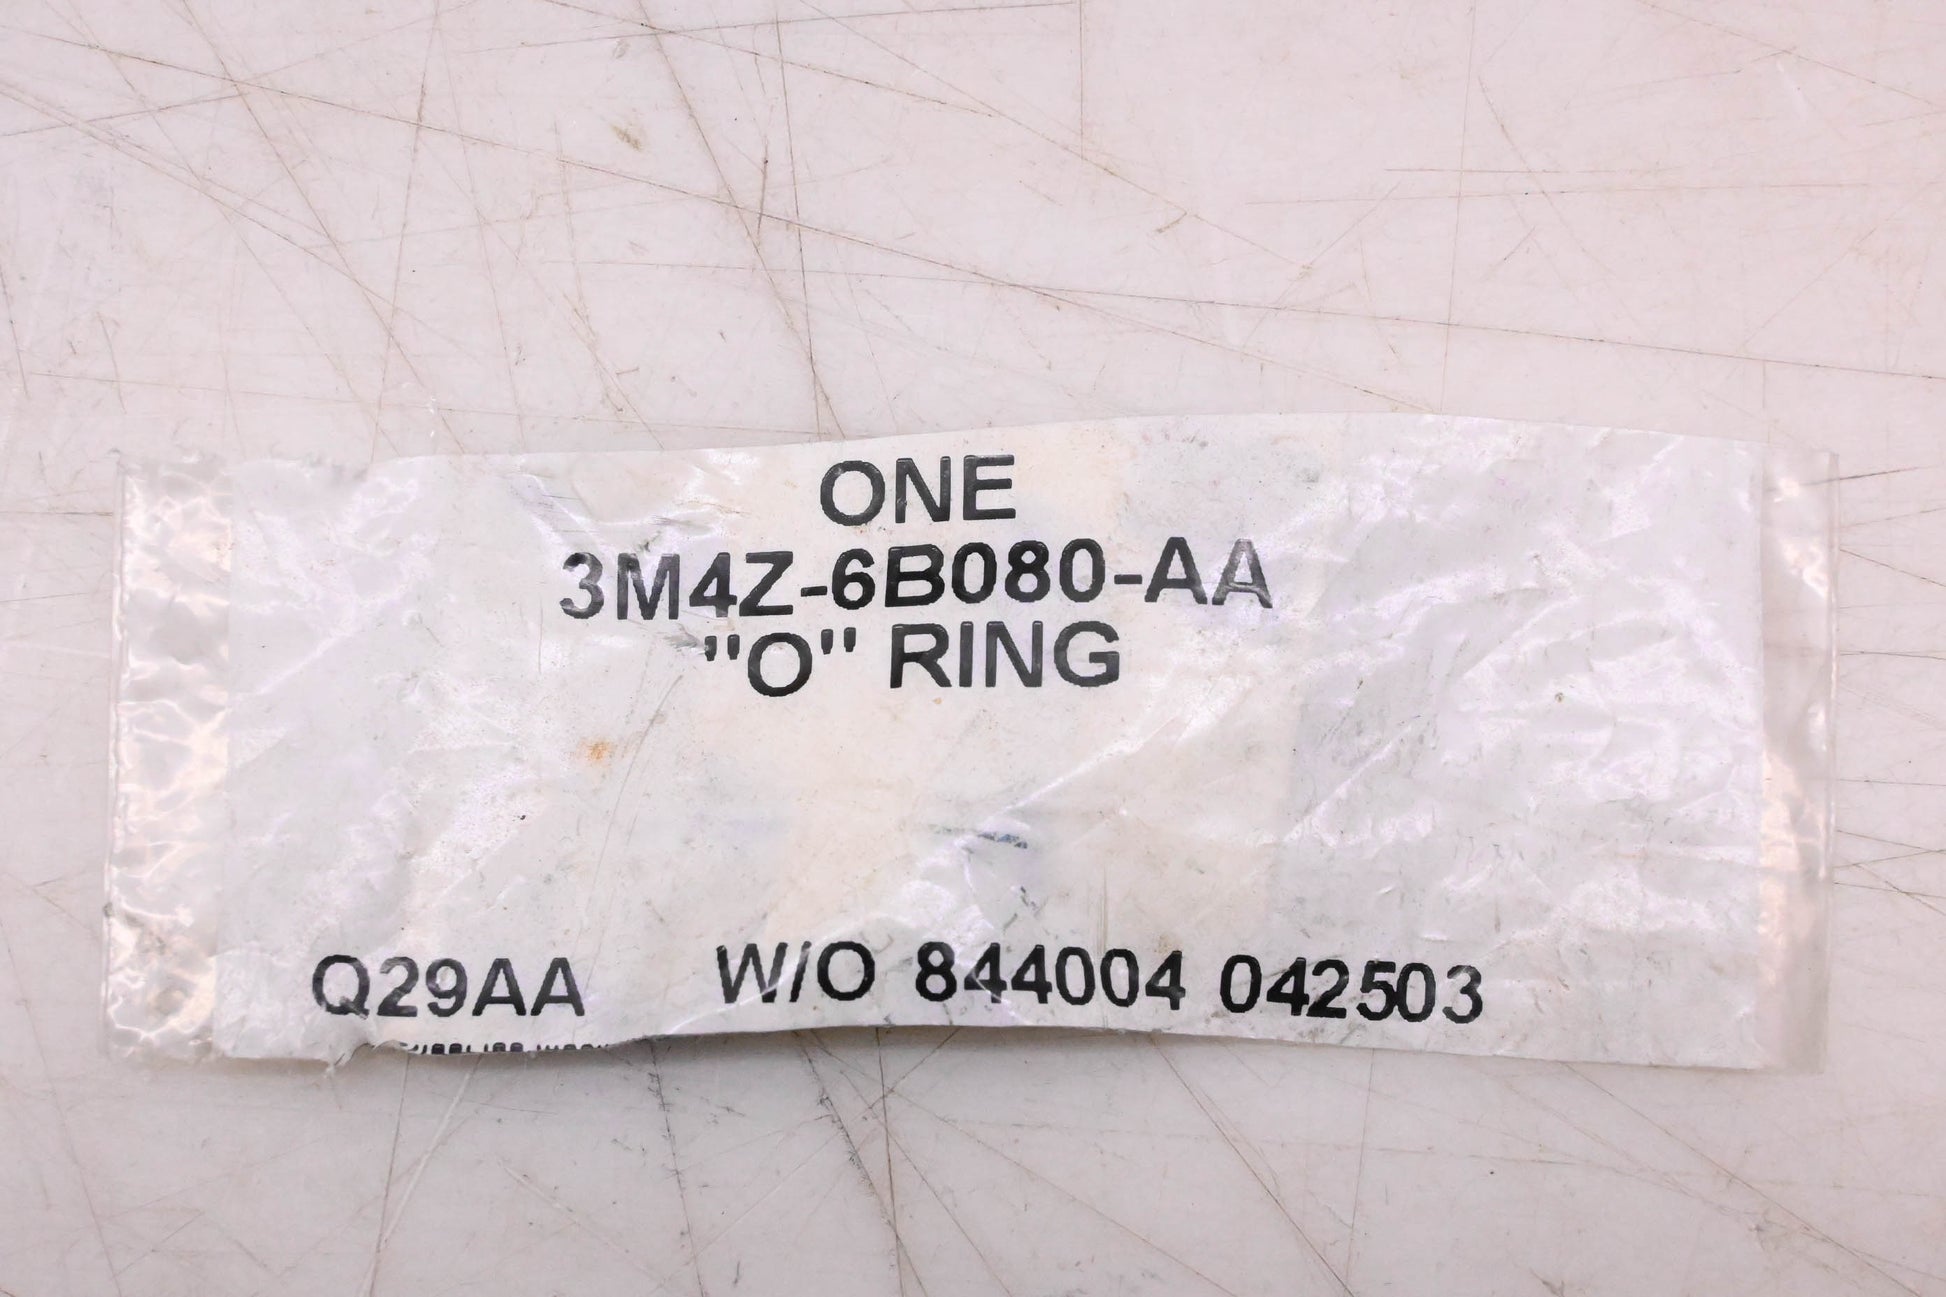 ONE
3M4Z-6B080-AA
"O" RING
Q29AA W/O 844004 042503